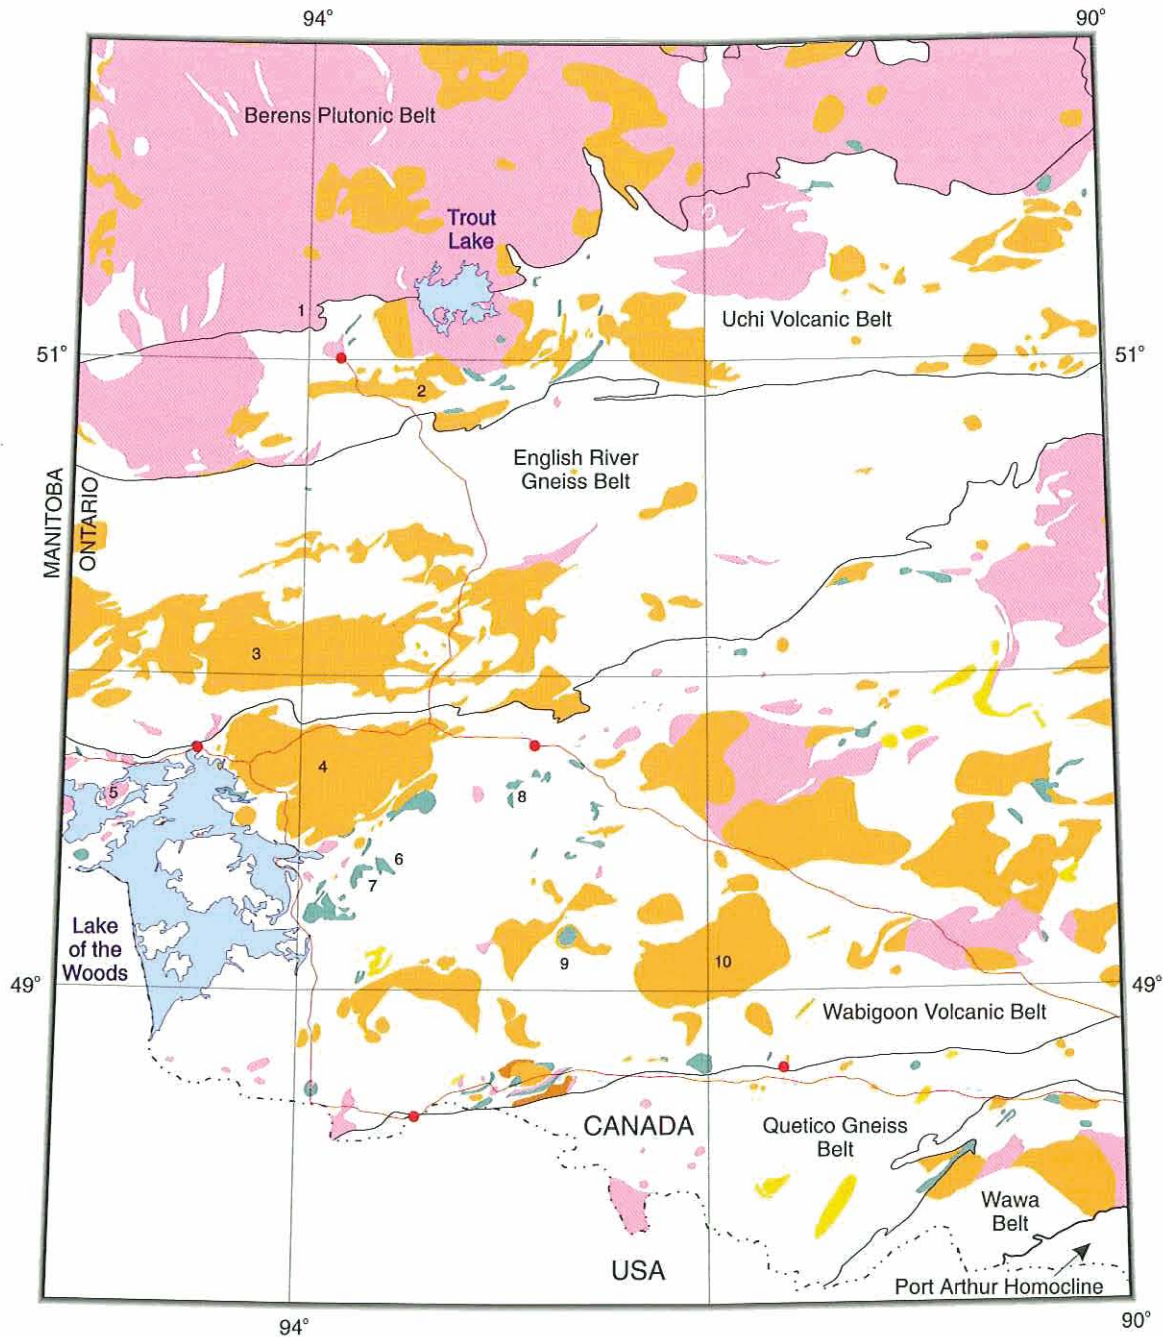 94°
90°
Berens Plutonic Belt
Trout
Lake
1
Uchi Volcanic Belt
51°
51°
2
English River
Gneiss Belt
MANITOBA
ONTARIO
3
4
5
8
6
7
Lake
of the
Woods
9
10
49°
49°
Wabigoon Volcanic Belt
CANADA
Quetico Gneiss
Belt
Wawa
Belt
USA
Port Arthur Homocline
94°
90°